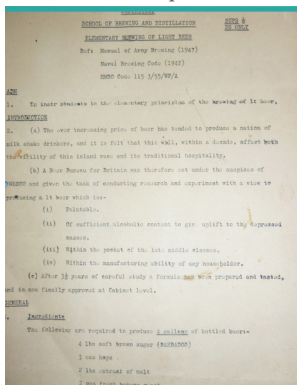 SCHOOL OF BREWING AND DISTILLATION
ELEMENTARY BREWING OF LIGHT BEER
Ref: Manual of Army Brewing (1947)
Naval Brewing Code (1942)
AIM
1. To instr students in the elementary principles of the brewing of lt beer.
INTRODUCTION
2. (a) The ever increasing price of beer has tended to produce a nation of
milk shake drinkers, and it is felt that this will, within a decade, effect both
the virility of this island race and its traditional hospitality.
(b) A Beer Bureau for Britain was therefore set under the auspices of
and given the task of conducting research and experiment with a view to
producing a lt beer which is:-
(i) Palatable.
(ii) Of sufficient alcoholic content to give uplift to the depressed
masses.
(iii) Within the pocket of the late middle classes.
(iv) Within the manufacturing ability of any householder.
(c) After 1½ years of careful study a formula has been prepared and tested,
and is now finally approved at Cabinet level.
GENERAL
Ingredients
The following are required to produce 4 gallons of bottled beer:-
4 lbs soft brown sugar (BARBADOS)
hops
2 lbs extract of malt